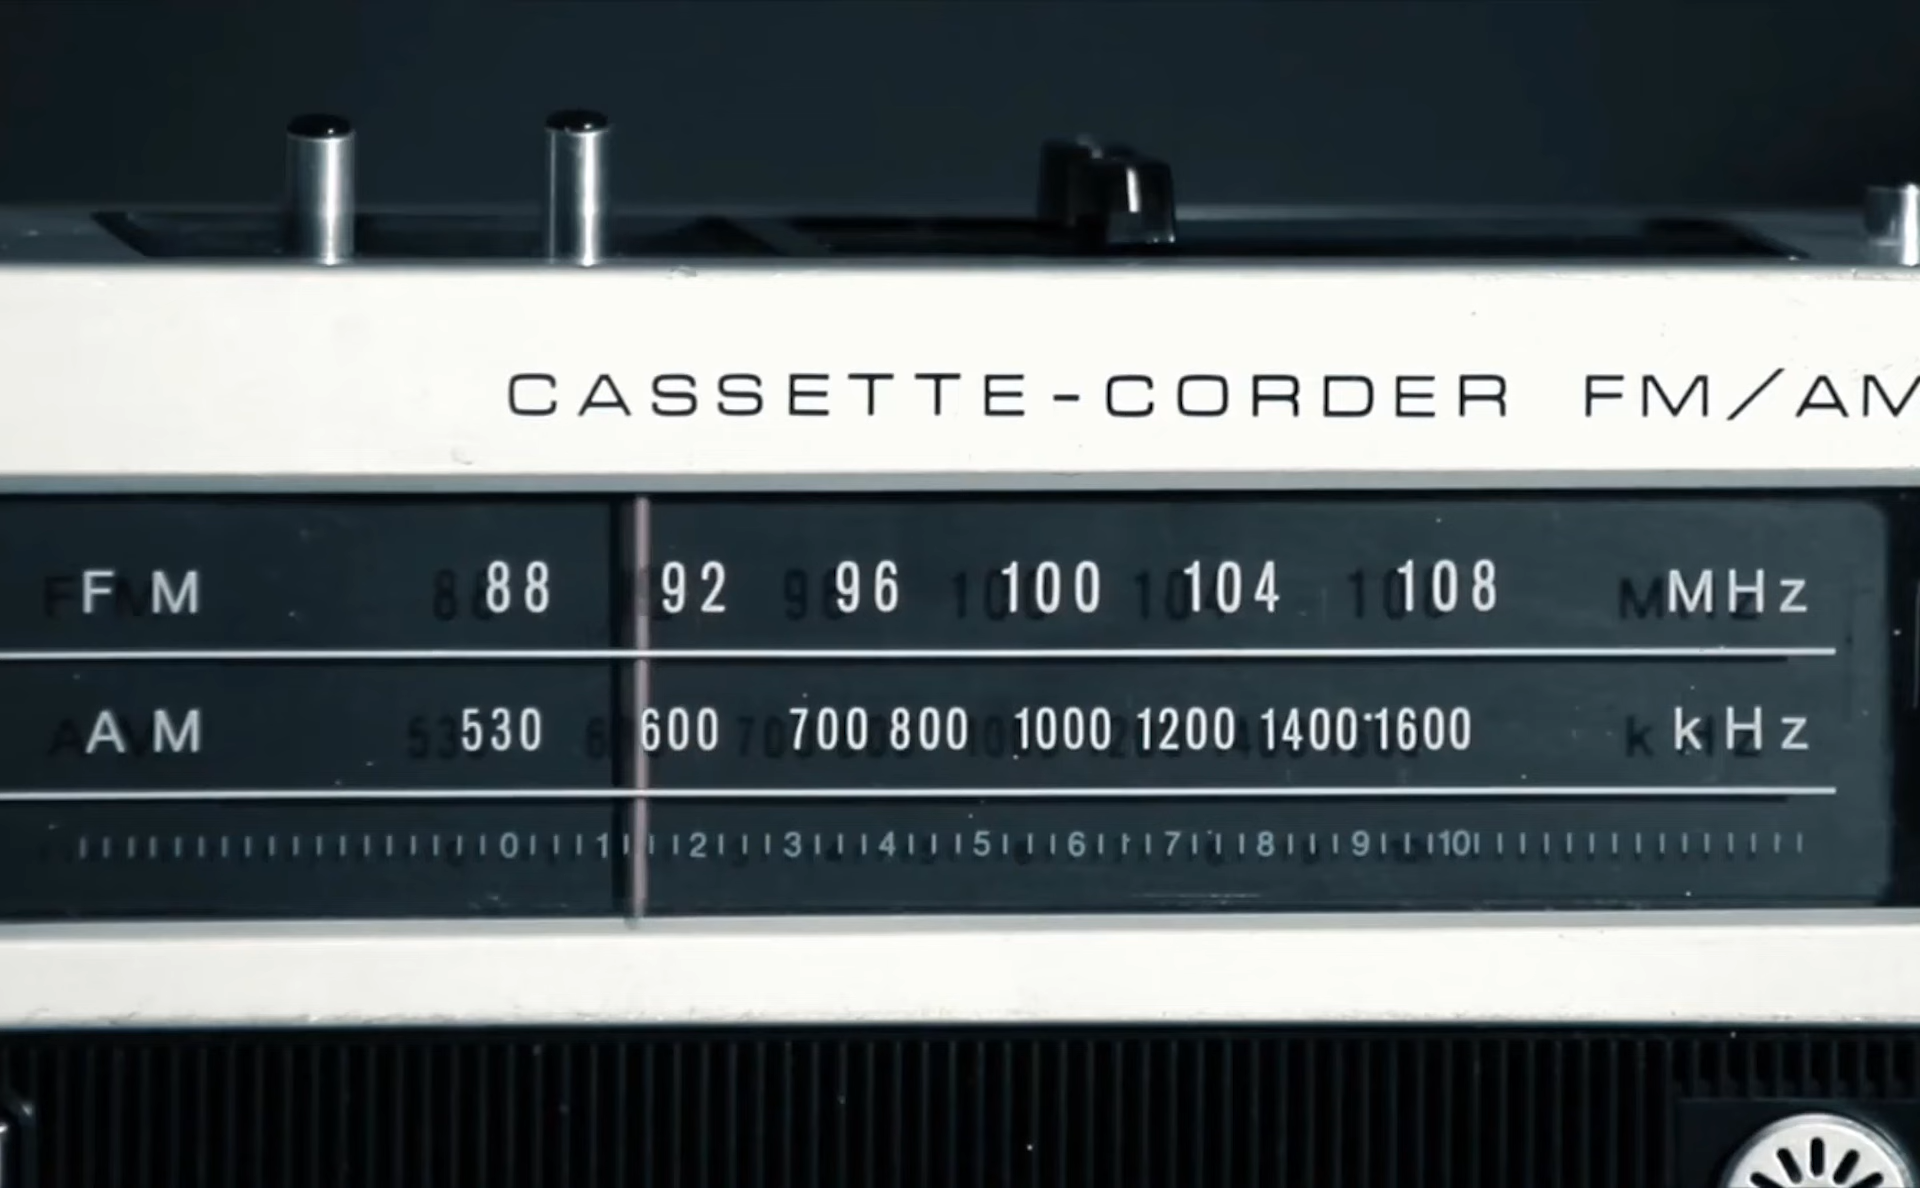 CASSETTE-CORDER FM/AM
FM 88 92 96 100 104 108 MHz
AM 530 600 700 800 1000 1200 1400 1600 kHz
0 1 2 3 4 5 6 7 8 9 10